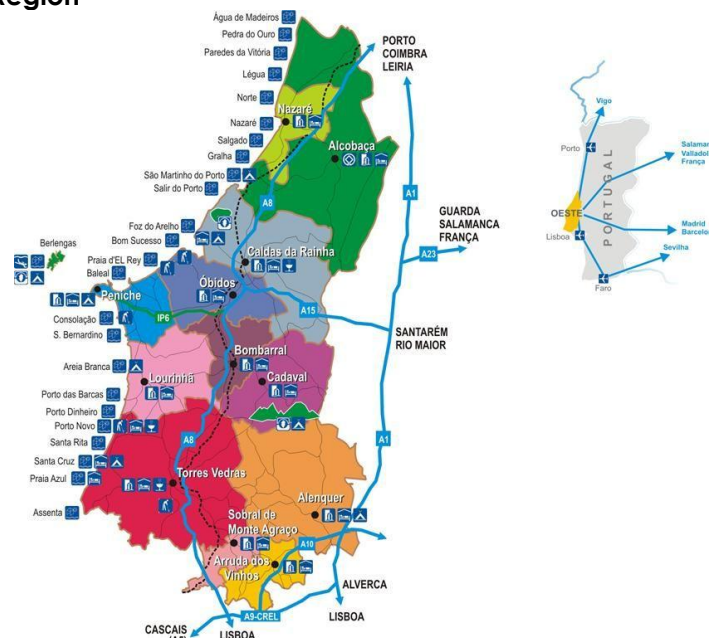 Região
Água de Madeiros
Pedra do Ouro
Paredes da Vitória
Légua
Norte
Nazaré
Salgado
Gralha
São Martinho do Porto
Salir do Porto
Foz do Arelho
Bom Sucesso
Berlengas
Praia d'EL Rey
Baleal
Peniche
Consolação
S. Bernardino
Areia Branca
Porto das Barcas
Porto Dinheiro
Porto Novo
Santa Rita
Santa Cruz
Praia Azul
Assenta
PORTO
COIMBRA
LEIRIA
Nazaré
Alcobaça
A8
A1
GUARDA
SALAMANCA
FRANÇA
A23
Caldas da Rainha
Óbidos
IP6
A15
SANTARÉM
RIO MAIOR
Bombarral
Cadaval
Lourinhã
A8
A1
Torres Vedras
Alenquer
Sobral de
Monte Agraço
A10
Arruda dos
Vinhos
ALVERCA
A9-CREL
LISBOA
CASCAIS
LISBOA
Vigo
Porto
PORTUGAL
Salaman
Vallado
França
OESTE
Lisboa
Madrid
Barcelo
Sevilha
Faro